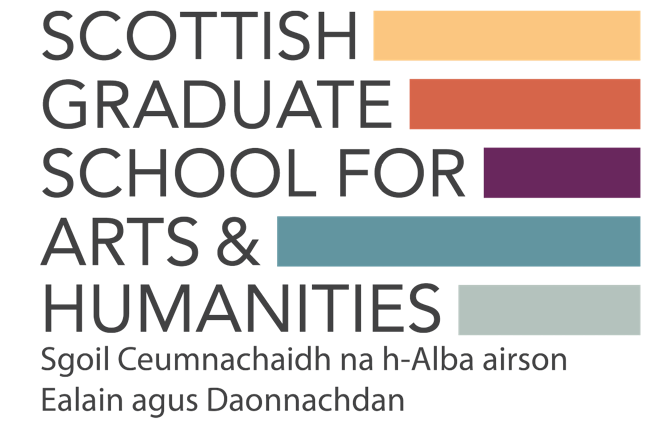 SCOTTISH
GRADUATE
SCHOOL FOR
ARTS &
HUMANITIES
Sgoil Ceumnachaidh na h-Alba airson
Ealain agus Daonnachdan